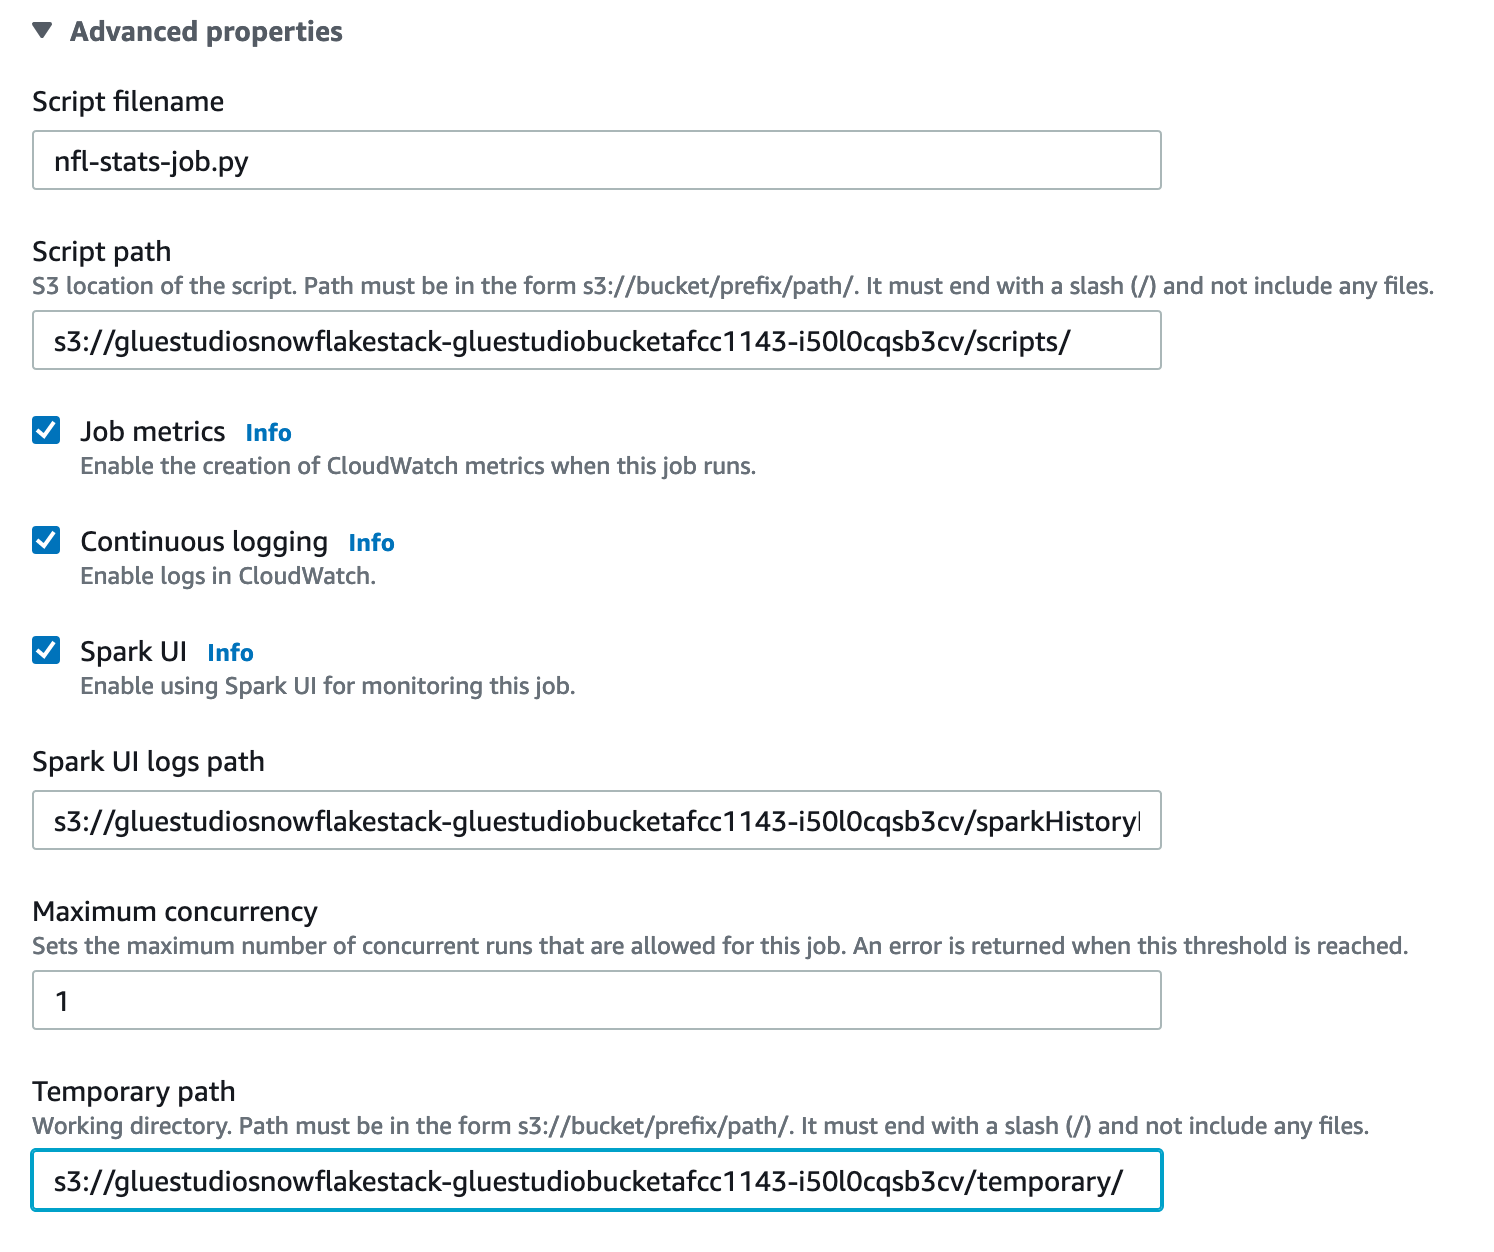 Advanced properties
Script filename
nfl-stats-job.py
Script path
S3 location of the script. Path must be in the form s3://bucket/prefix/path/. It must end with a slash (/) and not include any files.
s3://gluestudiosnowflakestack-gluestudiobucketafcc1143-i50l0cqsb3cv/scripts/
Job metrics Info
Enable the creation of CloudWatch metrics when this job runs.
Continuous logging Info
Enable logs in CloudWatch.
Spark UI Info
Enable using Spark UI for monitoring this job.
Spark UI logs path
s3://gluestudiosnowflakestack-gluestudiobucketafcc1143-i50l0cqsb3cv/sparkHistory
Maximum concurrency
Sets the maximum number of concurrent runs that are allowed for this job. An error is returned when this threshold is reached.
1
Temporary path
Working directory. Path must be in the form s3://bucket/prefix/path/. It must end with a slash (/) and not include any files.
s3://gluestudiosnowflakestack-gluestudiobucketafcc1143-i50l0cqsb3cv/temporary/